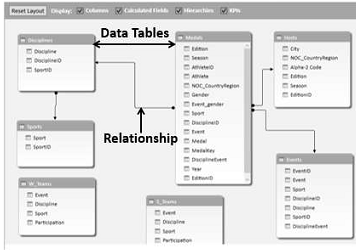 Reset Layout Display: Columns Calculated Fields Hierarchies KPIs
Disciplines
Discipline
DisciplineID
SportID
Data Tables
Medals
Edition
Season
AthleteID
Athlete
NOC_CountryRegion
Gender
Event_gender
Sport
DisciplineID
Event
Medal
MedalKey
DisciplineEvent
Year
EditionID
Hosts
City
NOC_CountryRegion
Alpha-2 Code
Edition
Season
EditionID
Relationship
Sports
Sport
SportID
Events
EventID
Event
Sport
DisciplineID
Discipline
SportID
DisciplineEvent
W_Teams
Event
Discipline
Sport
Participation
S_Teams
Event
Discipline
Sport
Participation